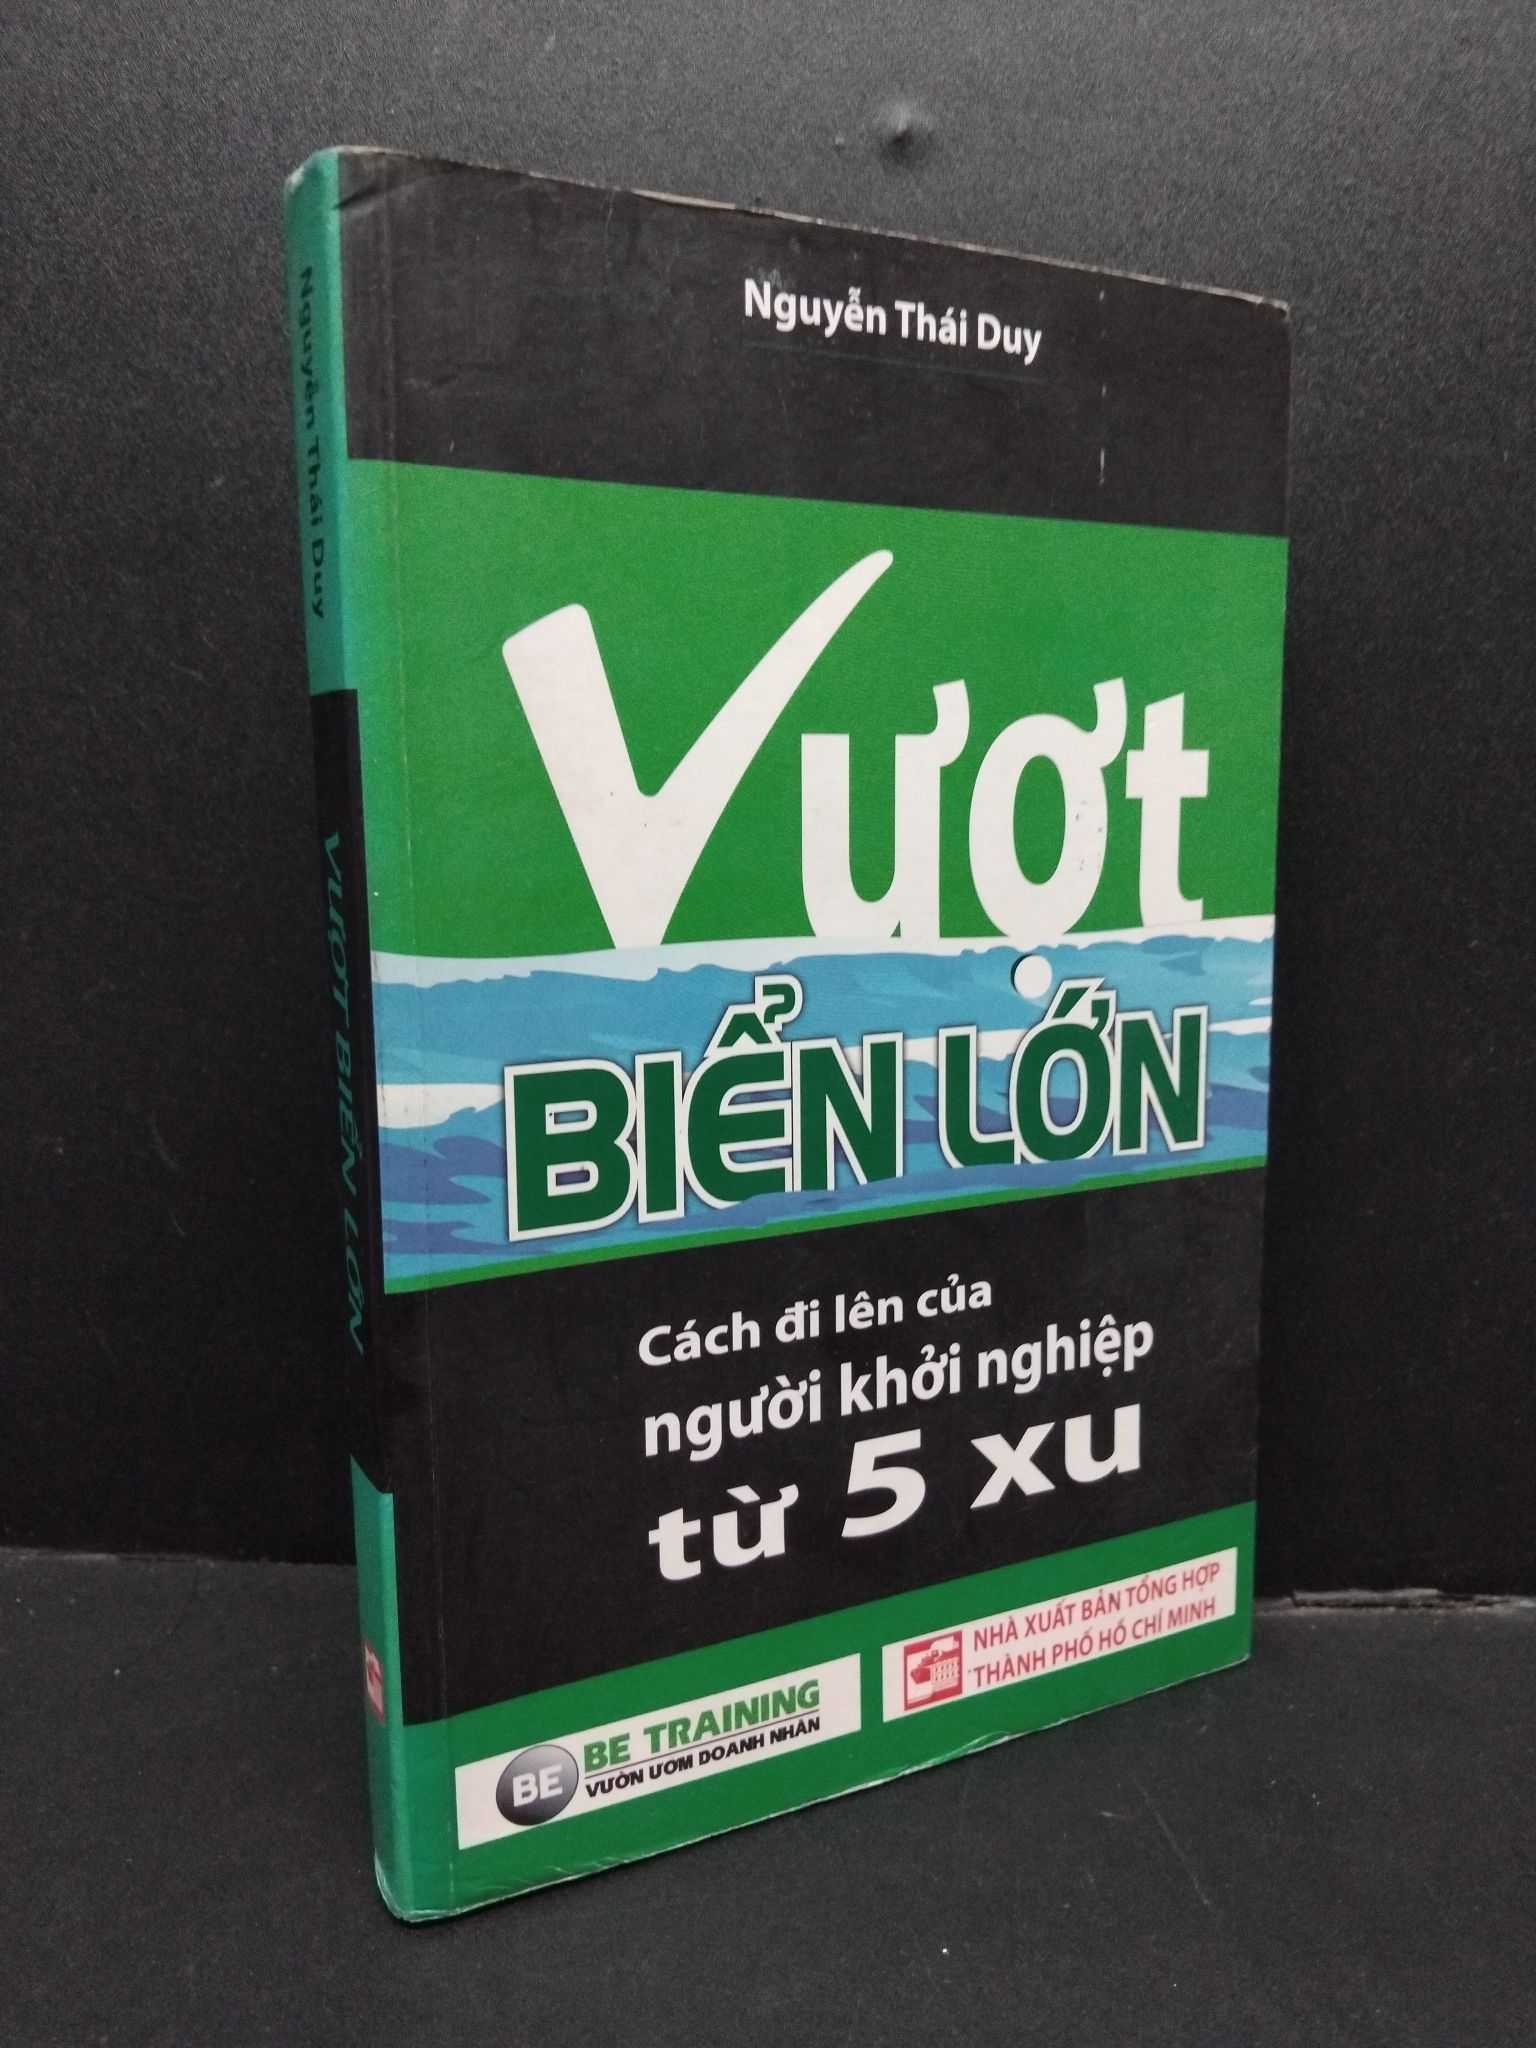 Nguyễn Thái Duy
Vượt
BIỂN LỚN
Cách đi lên của
người khởi nghiệp
từ 5 xu
BE
BE TRAINING
VƯỜN ƯƠM DOANH NHÂN
NHÀ XUẤT BẢN TỔNG HỢP
THÀNH PHỐ HỒ CHÍ MINH
Nguyễn Thái Duy
VƯỢT BIỂN LỚN